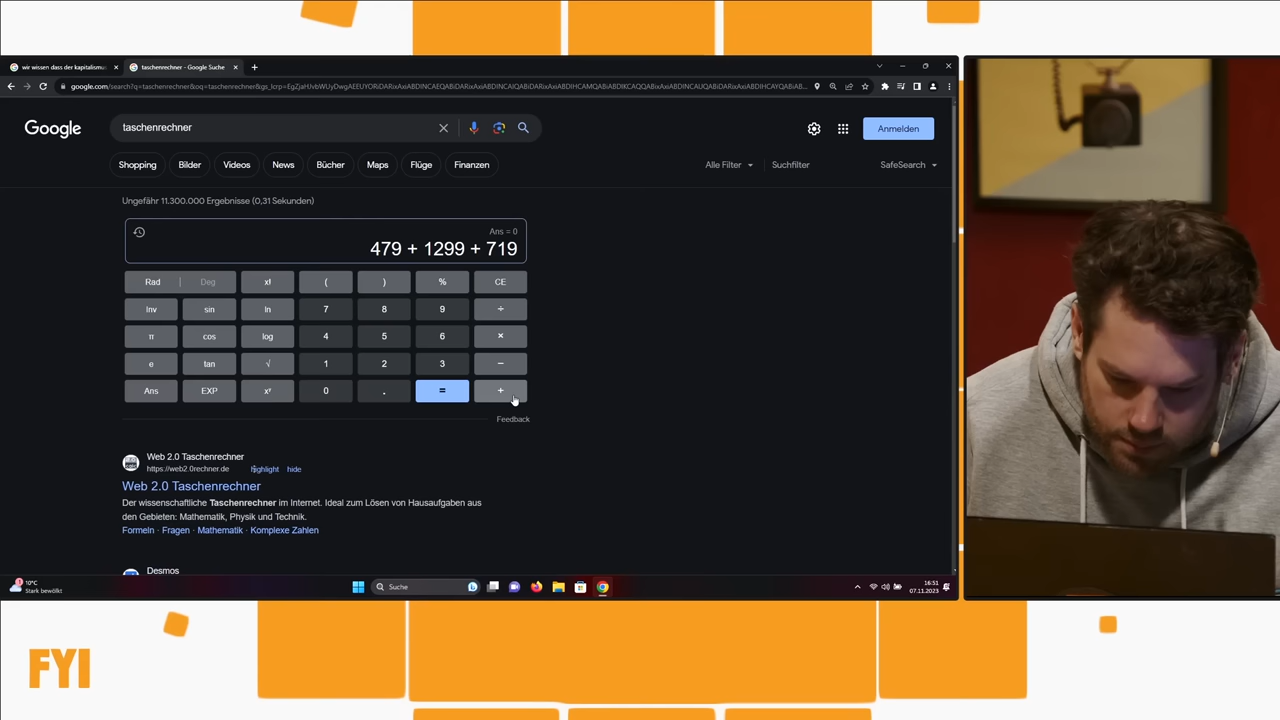 wir wissen dass der kapitalismu
taschenrechner - Google Suche
Google
taschenrechner
Anmelden
Shopping
Bilder
Videos
News
Bücher
Maps
Flüge
Finanzen
Alle Filter
Suchfilter
SafeSearch
Ungefähr 11.300.000 Ergebnisse (0,31 Sekunden)
Ans = 0
479 + 1299 + 719
Rad | Deg x! ( ) % CE
Inv sin ln 7 8 9 ÷
π cos log 4 5 6 ×
e tan √ 1 2 3 −
Ans EXP xʸ 0 . = +
Feedback
Web 2.0 Taschenrechner
https://web2.0rechner.de highlight hide
Web 2.0 Taschenrechner
Der wissenschaftliche Taschenrechner im Internet. Ideal zum Lösen von Hausaufgaben aus
den Gebieten: Mathematik, Physik und Technik.
Formeln · Fragen · Mathematik · Komplexe Zahlen
Desmos
10°C
Stark bewölkt
Suche
16:51
07.11.2023
FYI